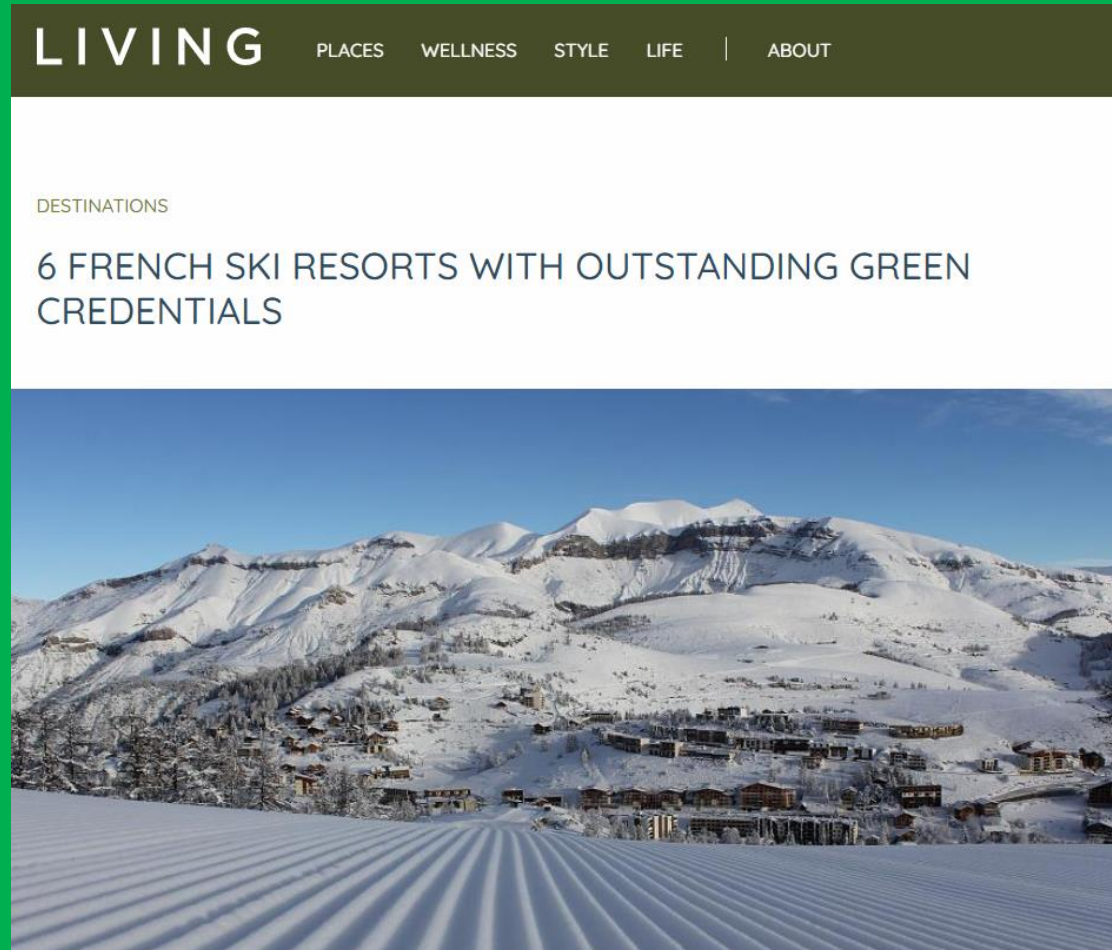 LIVING PLACES WELLNESS STYLE LIFE | ABOUT
DESTINATIONS
6 FRENCH SKI RESORTS WITH OUTSTANDING GREEN
CREDENTIALS